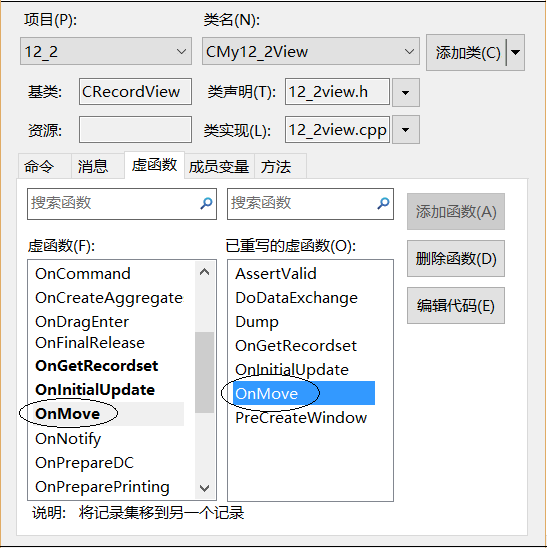 项目(P): 类名(N):
12_2 CMy12_2View 添加类(C)
基类: CRecordView 类声明(T): 12_2view.h
资源: 类实现(L): 12_2view.cpp
命令 消息 虚函数 成员变量 方法
搜索函数 搜索函数 添加函数(A)
虚函数(F): 已重写的虚函数(O): 删除函数(D)
OnCommand AssertValid
OnCreateAggregate DoDataExchange 编辑代码(E)
OnDragEnter Dump
OnFinalRelease OnGetRecordset
OnGetRecordset OnInitialUpdate
OnInitialUpdate OnMove
OnMove PreCreateWindow
OnNotify
OnPrepareDC
OnPreparePrinting
说明: 将记录集移到另一个记录